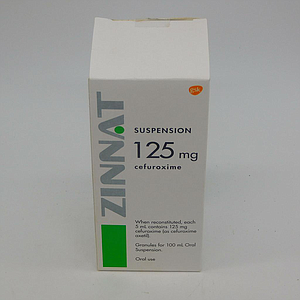 gsk
ZINNAT
SUSPENSION
125 mg
cefuroxime
When reconstituted, each
5 mL contains 125 mg
cefuroxime (as cefuroxime
axetil).
Granules for 100 mL Oral
Suspension.
Oral use